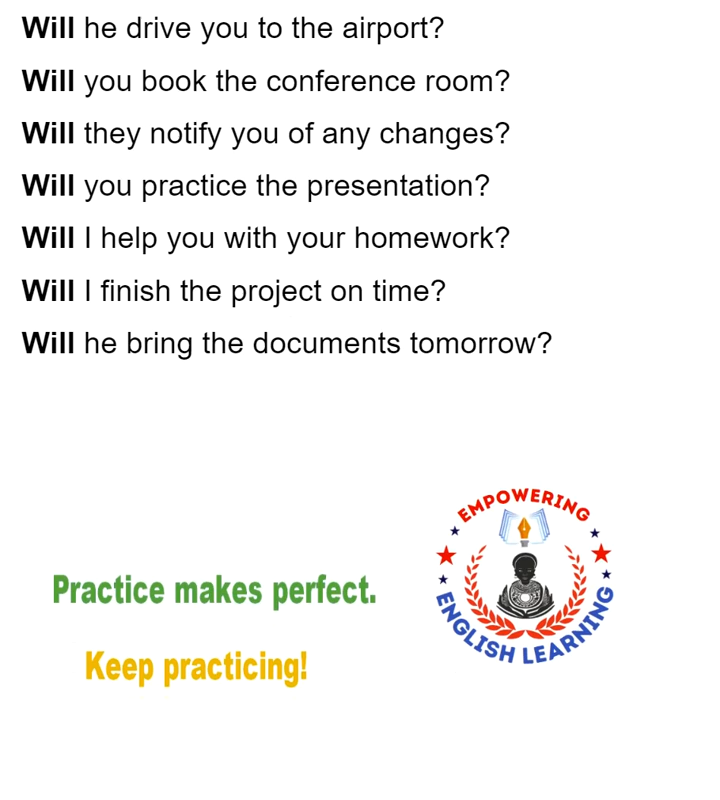 Will he drive you to the airport?
Will you book the conference room?
Will they notify you of any changes?
Will you practice the presentation?
Will I help you with your homework?
Will I finish the project on time?
Will he bring the documents tomorrow?
EMPOWERING
ENGLISH LEARNING
Practice makes perfect.
Keep practicing!